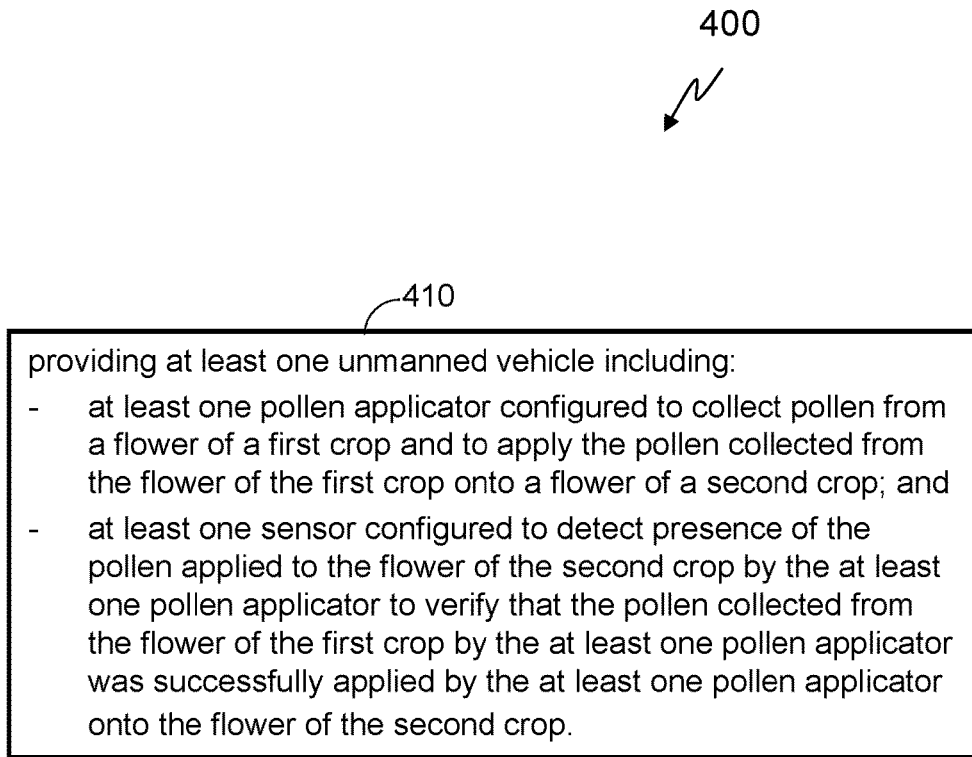 400
410
providing at least one unmanned vehicle including:
- at least one pollen applicator configured to collect pollen from
a flower of a first crop and to apply the pollen collected from
the flower of the first crop onto a flower of a second crop; and
- at least one sensor configured to detect presence of the
pollen applied to the flower of the second crop by the at least
one pollen applicator to verify that the pollen collected from
the flower of the first crop by the at least one pollen applicator
was successfully applied by the at least one pollen applicator
onto the flower of the second crop.